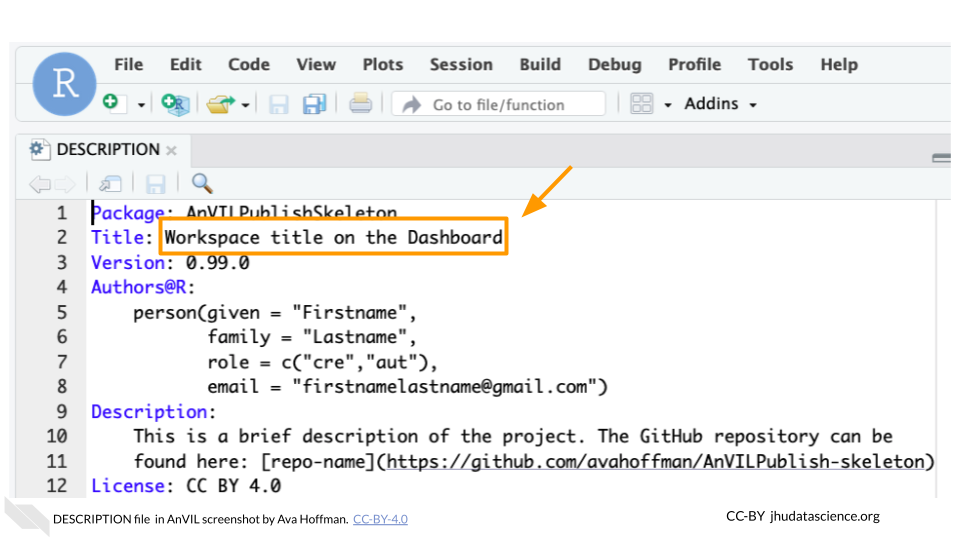 R
File Edit Code View Plots Session Build Debug Profile Tools Help
R Go to file/function Addins
DESCRIPTION
1 Package: AnVILPublishSkeleton
2 Title: Workspace title on the Dashboard
3 Version: 0.99.0
4 Authors@R:
5 person(given = "Firstname",
6 family = "Lastname",
7 role = c("cre","aut"),
8 email = "firstnamelastname@gmail.com")
9 Description:
10 This is a brief description of the project. The GitHub repository can be
11 found here: [repo-name](https://github.com/avahoffman/AnVILPublish-skeleton)
12 License: CC BY 4.0
DESCRIPTION file in AnVIL screenshot by Ava Hoffman. CC-BY-4.0
CC-BY jhudatascience.org